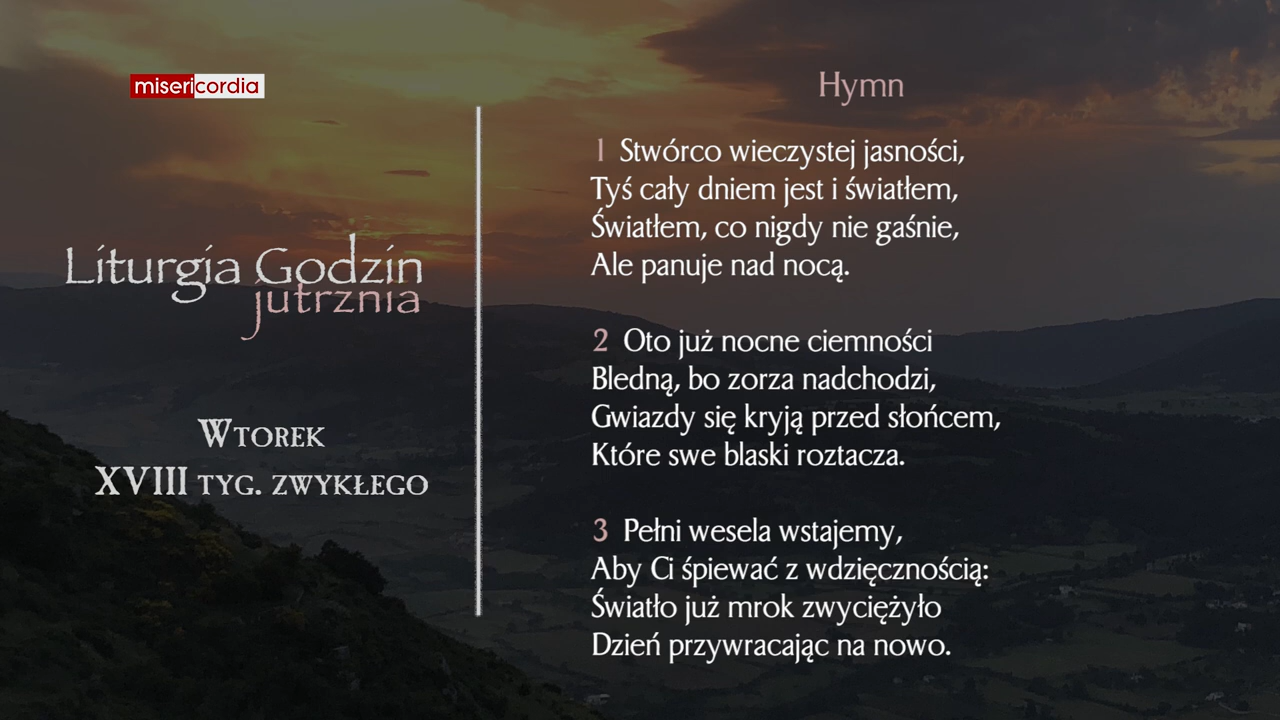 misericordia
Liturgia Godzin
jutrznia
Wtorek
XVIII tyg. zwykłego
Hymn
1 Stwórco wieczystej jasności,
Tyś cały dniem jest i światłem,
Światłem, co nigdy nie gaśnie,
Ale panuje nad nocą.
2 Oto już nocne ciemności
Bledną, bo zorza nadchodzi,
Gwiazdy się kryją przed słońcem,
Które swe blaski roztacza.
3 Pełni wesela wstajemy,
Aby Ci śpiewać z wdzięcznością:
Światło już mrok zwyciężyło
Dzień przywracając na nowo.